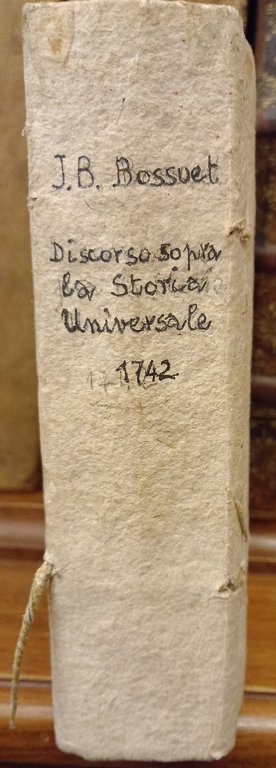 J. B. Bossuet
Discorso sopra
la Storia
Universale
1742